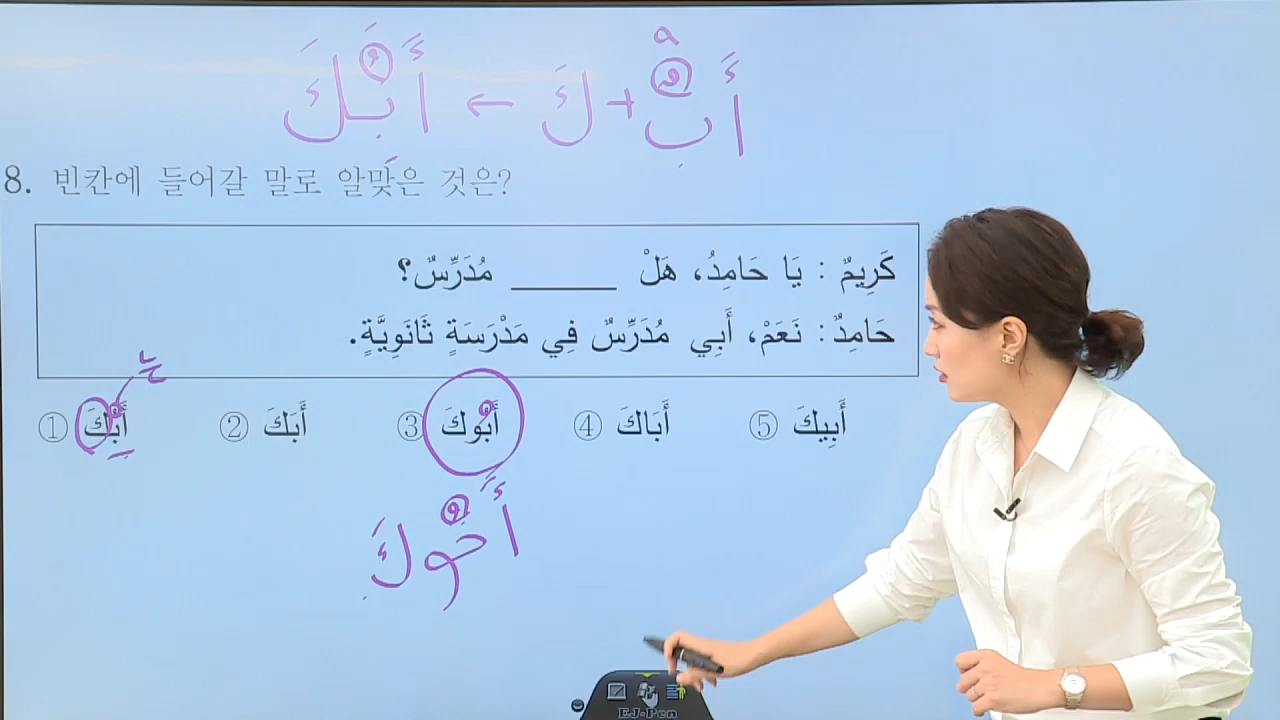 أَبٌ + كَ ← أَبُكَ
8. 빈칸에 들어갈 말로 알맞은 것은?
كَرِيمٌ : يَا حَامِدُ، هَلْ ______ مُدَرِّسٌ؟
حَامِدٌ : نَعَمْ، أَبِي مُدَرِّسٌ فِي مَدْرَسَةٍ ثَانَوِيَّةٍ.
① أَبُكَ ② أَبَكَ ③ أَبُوكَ ④ أَبَاكَ ⑤ أَبِيكَ
أَخُوكَ
EJ-Pen